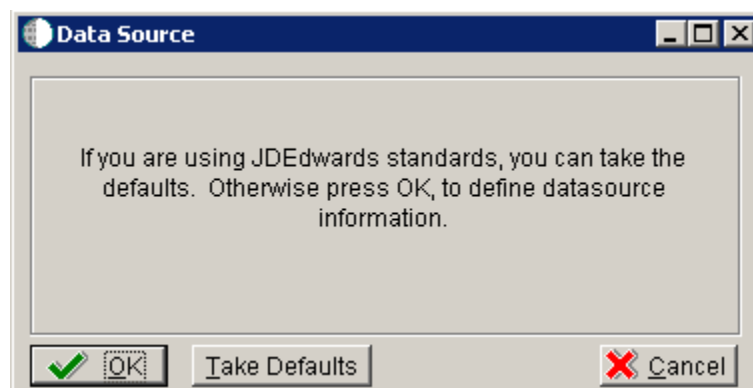 Data Source
If you are using JDEdwards standards, you can take the
defaults.  Otherwise press OK, to define datasource
information.
OK
Take Defaults
Cancel